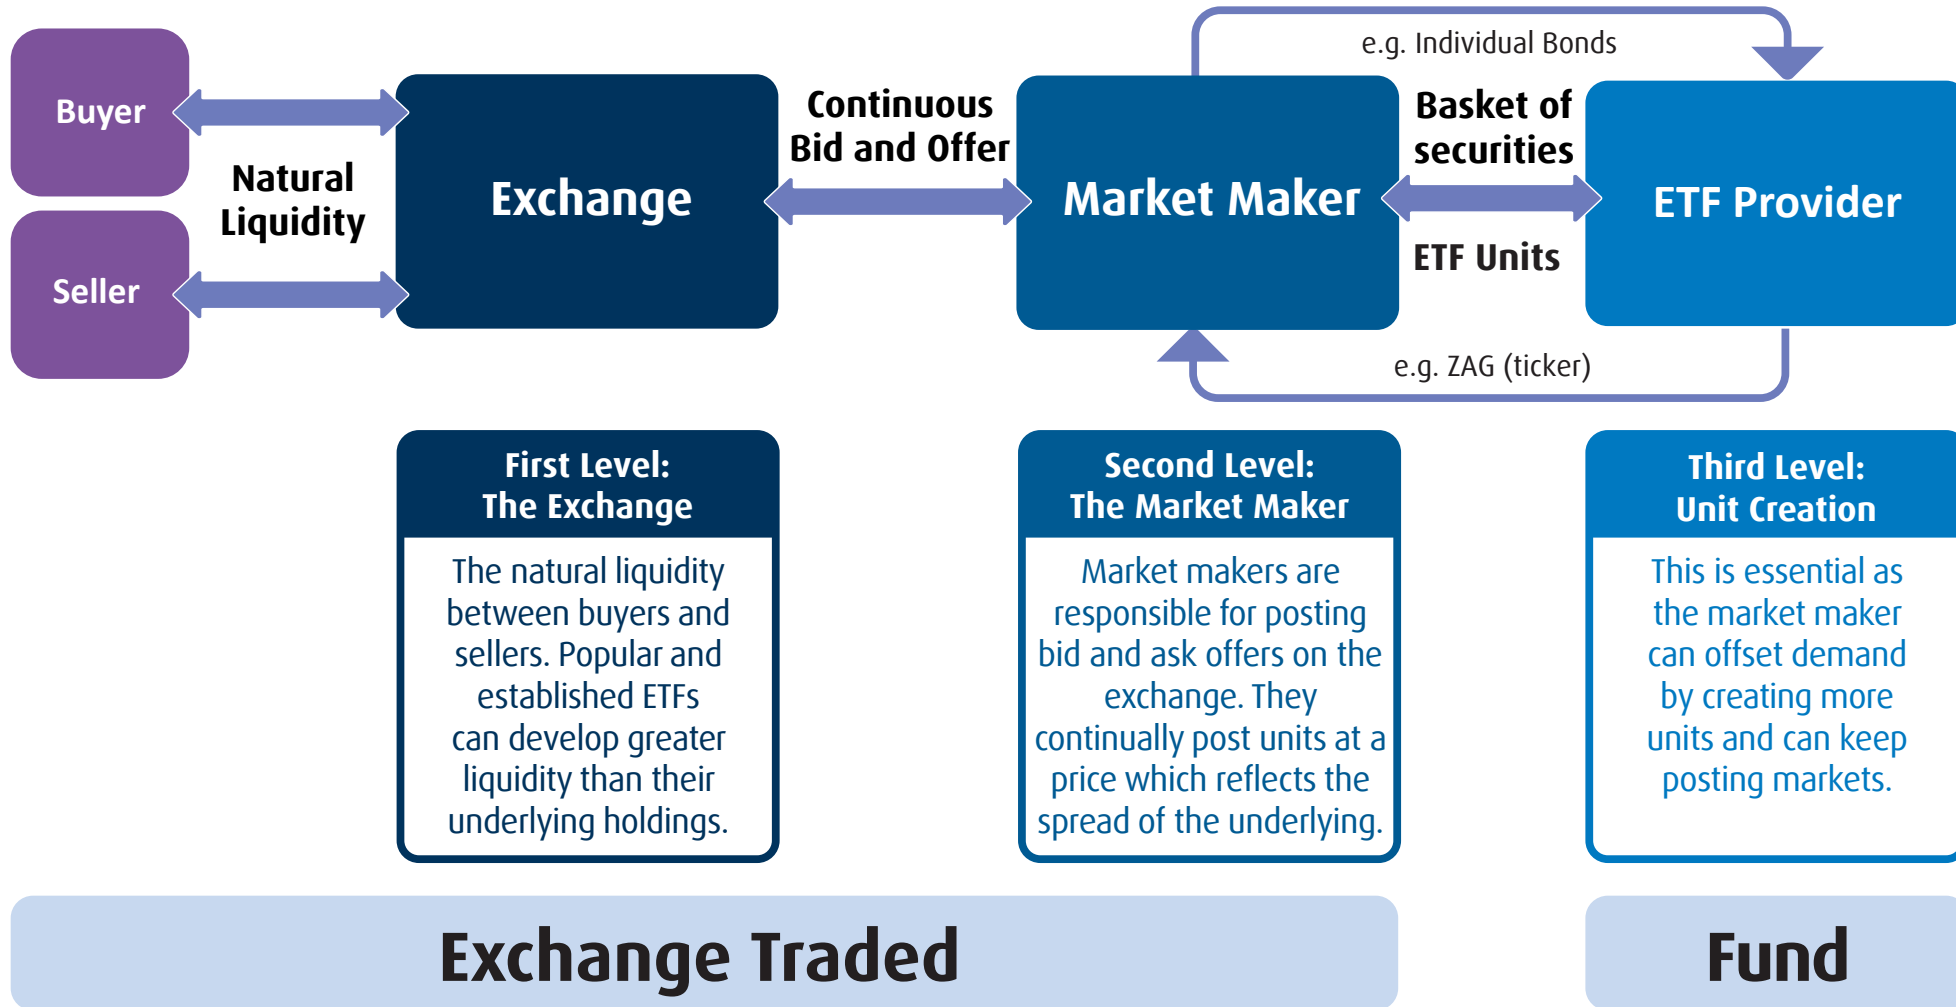 e.g. Individual Bonds
Buyer
Seller
Natural
Liquidity
Exchange
Continuous
Bid and Offer
Market Maker
Basket of
securities
ETF Units
ETF Provider
e.g. ZAG (ticker)
First Level:
The Exchange
The natural liquidity
between buyers and
sellers. Popular and
established ETFs
can develop greater
liquidity than their
underlying holdings.
Second Level:
The Market Maker
Market makers are
responsible for posting
bid and ask offers on the
exchange. They
continually post units at a
price which reflects the
spread of the underlying.
Third Level:
Unit Creation
This is essential as
the market maker
can offset demand
by creating more
units and can keep
posting markets.
Exchange Traded
Fund